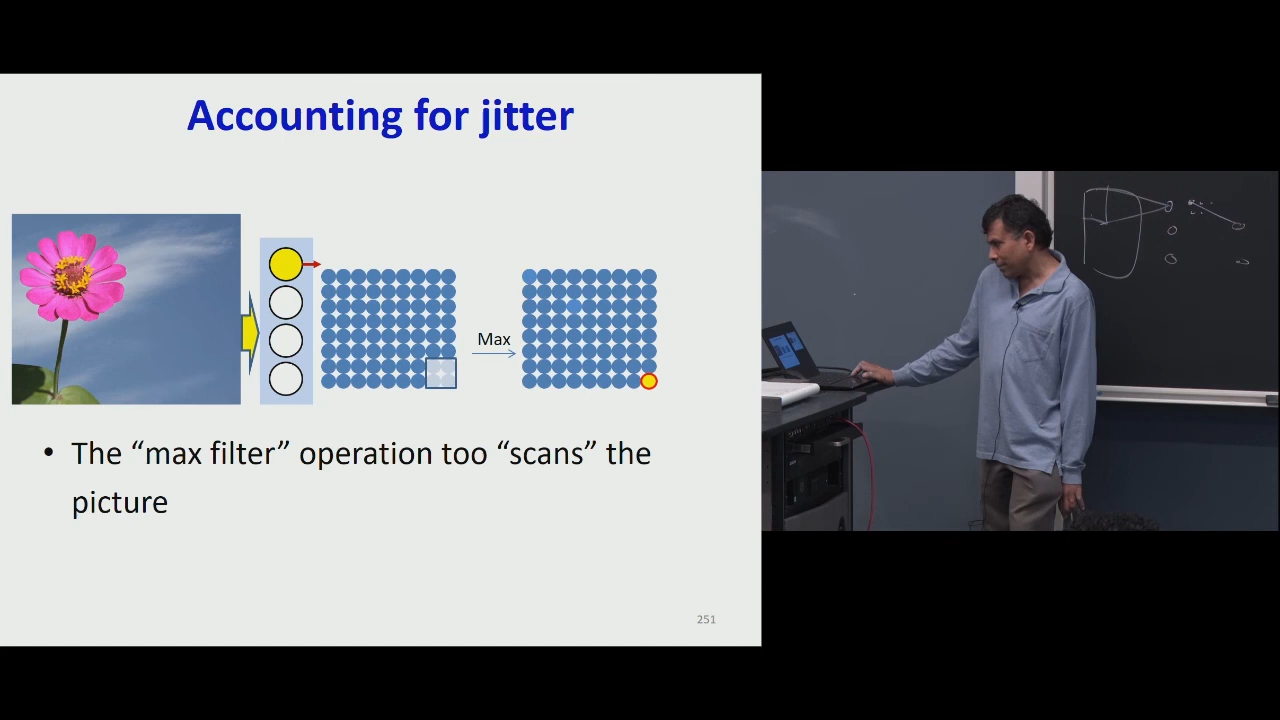 Accounting for jitter
Max
• The “max filter” operation too “scans” the
picture
251